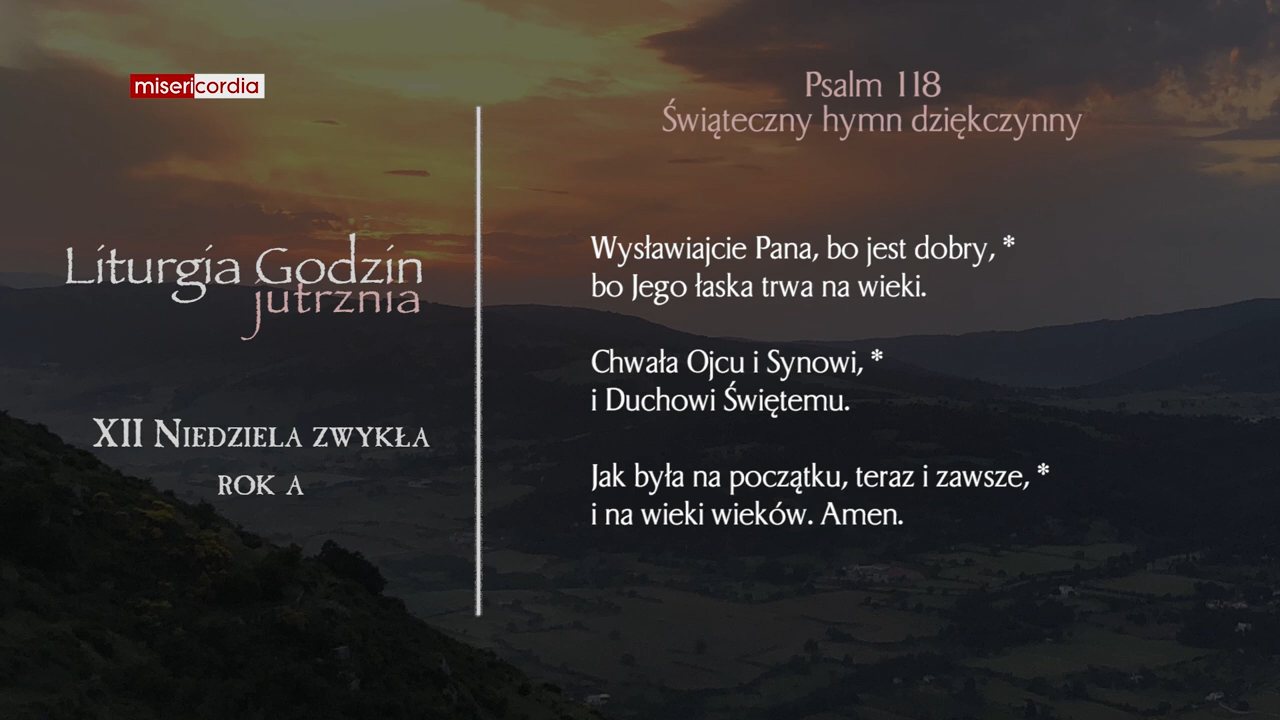 misericordia
Liturgia Godzin
jutrznia
XII Niedziela zwykła
rok A
Psalm 118
Świąteczny hymn dziękczynny
Wysławiajcie Pana, bo jest dobry, *
bo Jego łaska trwa na wieki.
Chwała Ojcu i Synowi, *
i Duchowi Świętemu.
Jak była na początku, teraz i zawsze, *
i na wieki wieków. Amen.